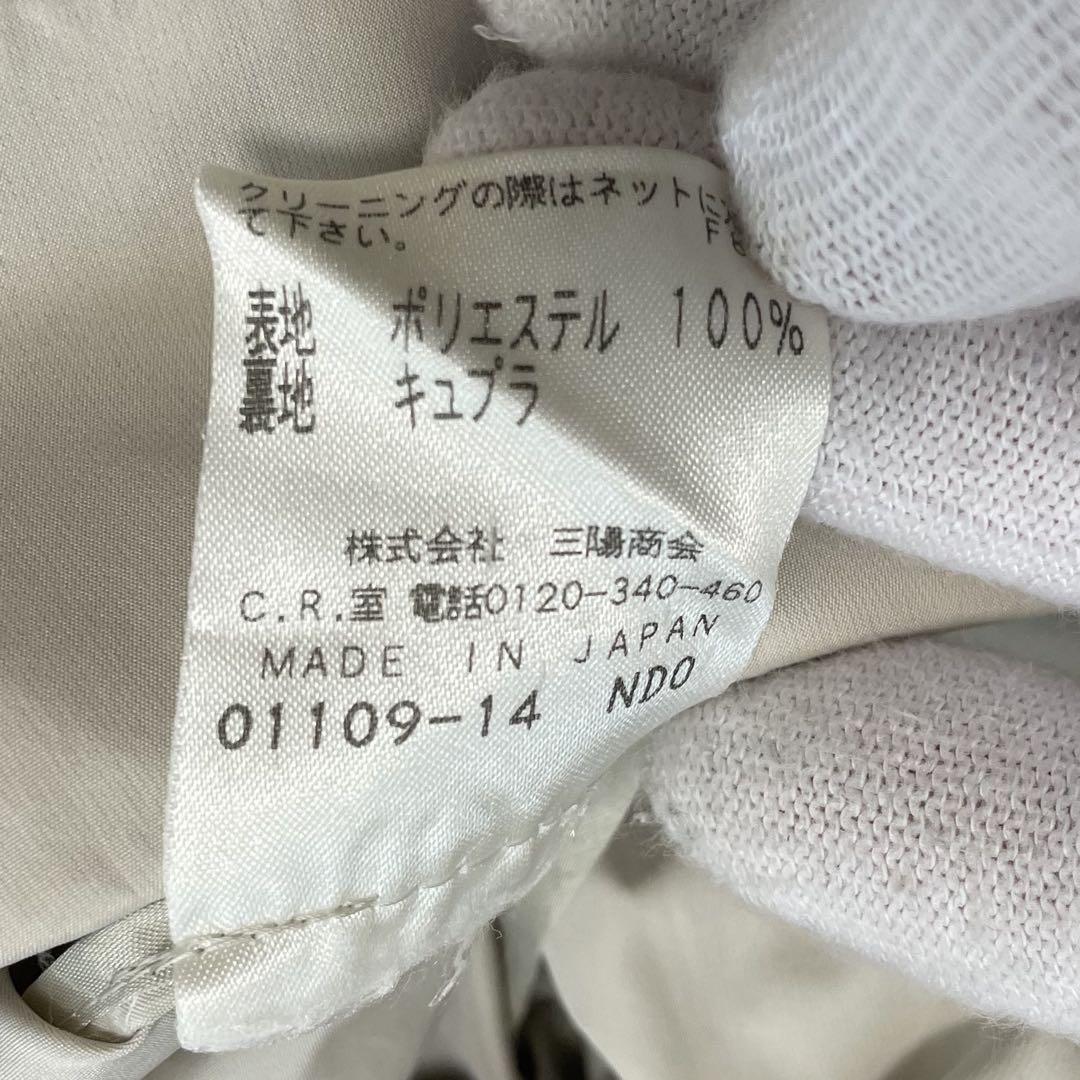 クリーニングの際はネットに
て下さい。
表地 ポリエステル 100%
裏地 キュプラ
株式会社 三陽商会
C.R.室 電話0120-340-460
MADE IN JAPAN
01109-14 NDO